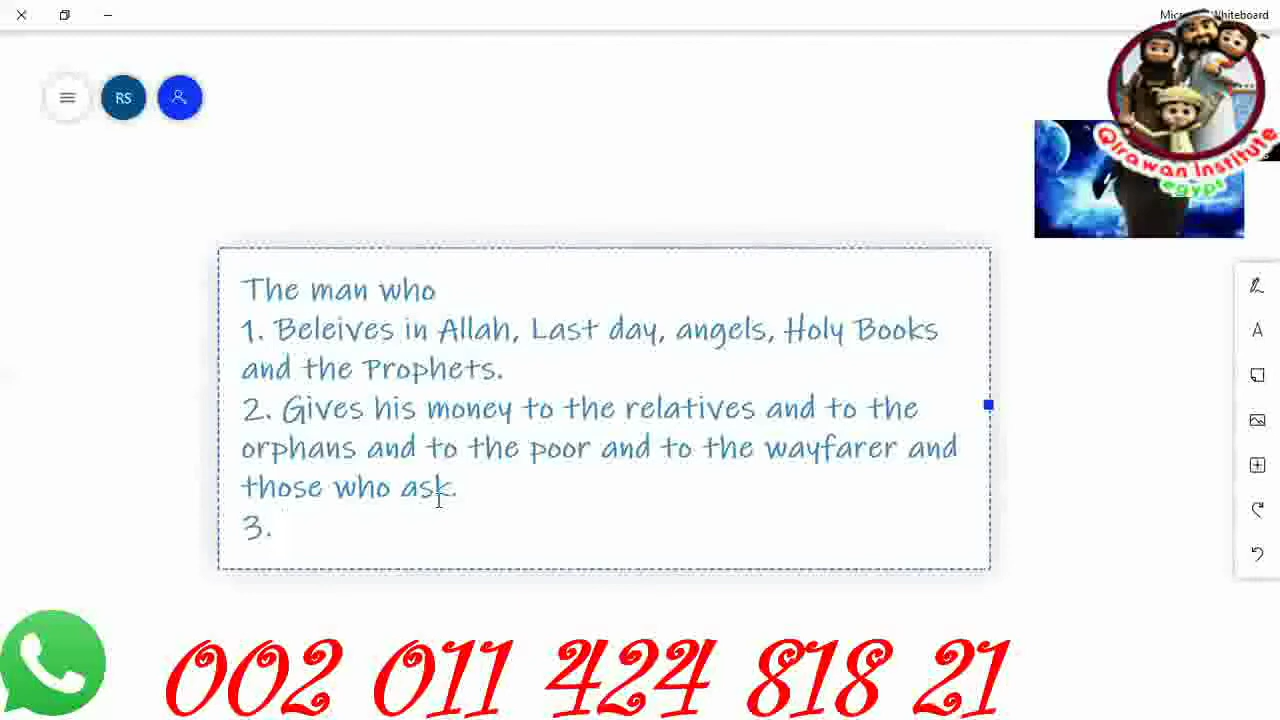 Whiteboard
RS
Qirawan Institute
egypt
The man who
1. Beleives in Allah, Last day, angels, Holy Books
and the Prophets.
2. Gives his money to the relatives and to the
orphans and to the poor and to the wayfarer and
those who ask.
3.
A
002 011 424 818 21